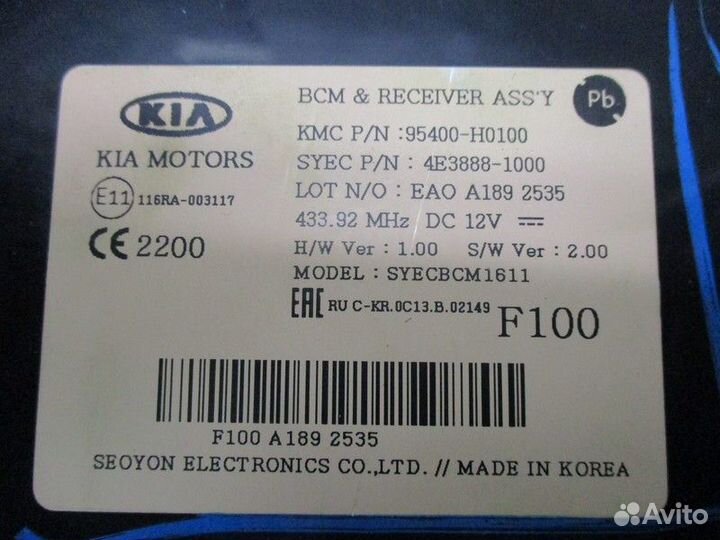 KIA
KIA MOTORS
E11 116RA-003117
CE 2200
BCM & RECEIVER ASS'Y
Pb
KMC P/N :95400-H0100
SYEC P/N : 4E3888-1000
LOT N/O : EAO A189 2535
433.92 MHz DC 12V
H/W Ver : 1.00 S/W Ver : 2.00
MODEL : SYECBCM1611
EAC RU C-KR.0C13.B.02149
F100
F100 A189 2535
SEOYON ELECTRONICS CO.,LTD. // MADE IN KOREA
Avito